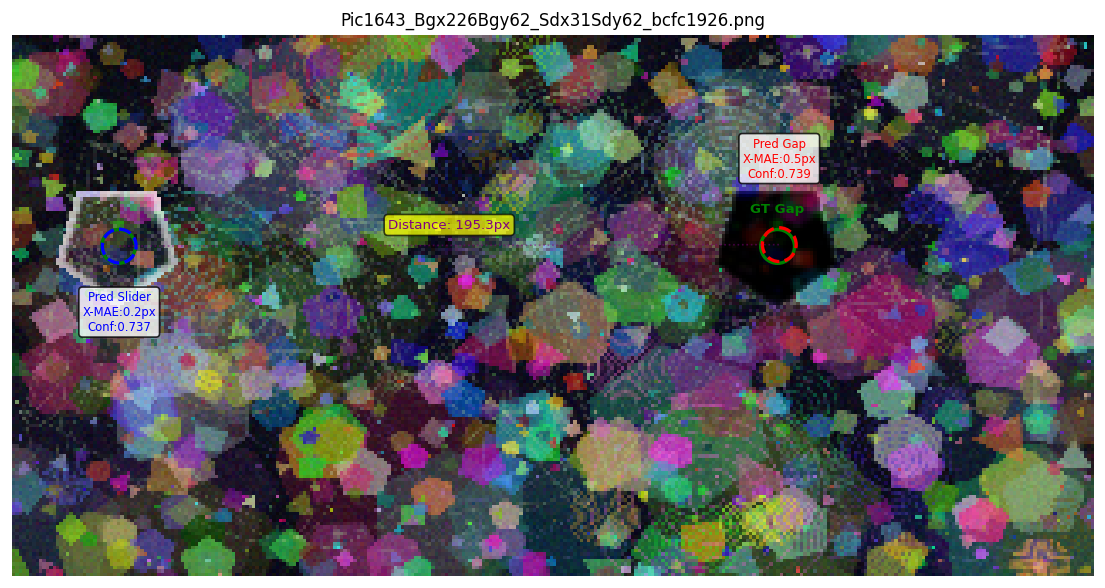 Pic1643_Bgx226Bgy62_Sdx31Sdy62_bcfc1926.png
Pred Gap
X-MAE:0.5px
Conf:0.739
GT Gap
Distance: 195.3px
Pred Slider
X-MAE:0.2px
Conf:0.737